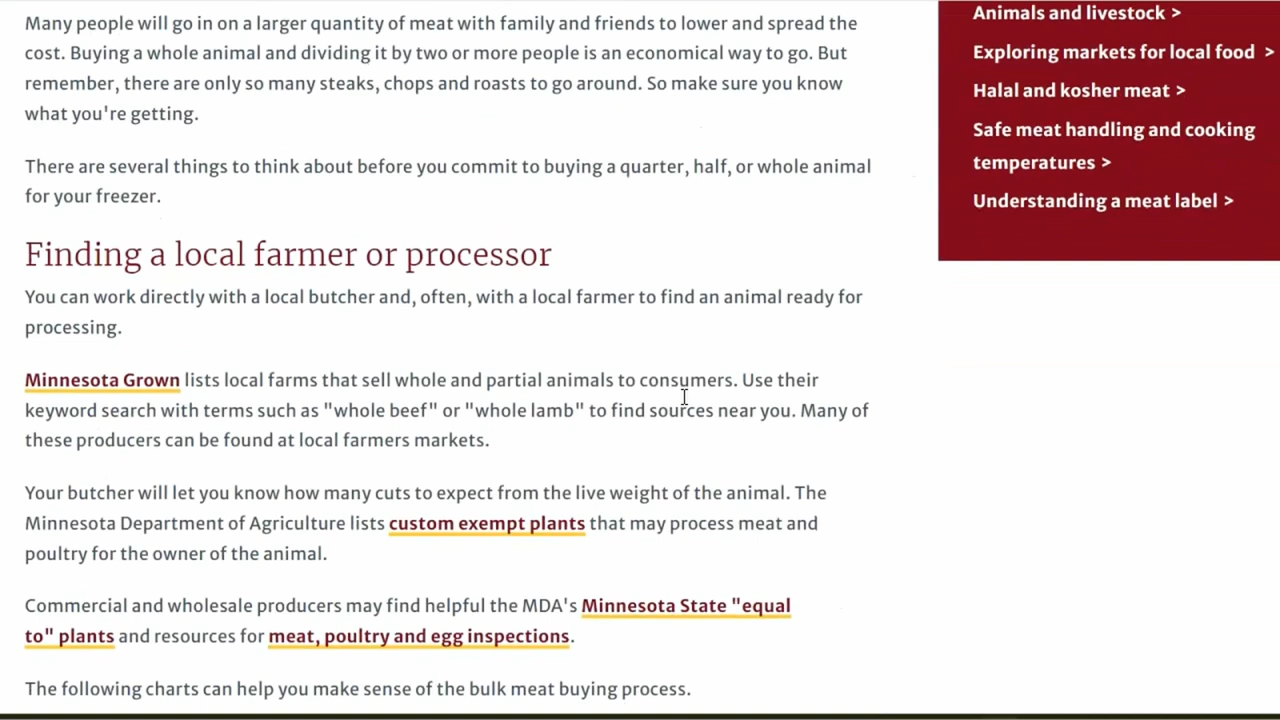 Many people will go in on a larger quantity of meat with family and friends to lower and spread the
cost. Buying a whole animal and dividing it by two or more people is an economical way to go. But
remember, there are only so many steaks, chops and roasts to go around. So make sure you know
what you're getting.
There are several things to think about before you commit to buying a quarter, half, or whole animal
for your freezer.
Finding a local farmer or processor
You can work directly with a local butcher and, often, with a local farmer to find an animal ready for
processing.
Minnesota Grown lists local farms that sell whole and partial animals to consumers. Use their
keyword search with terms such as "whole beef" or "whole lamb" to find sources near you. Many of
these producers can be found at local farmers markets.
Your butcher will let you know how many cuts to expect from the live weight of the animal. The
Minnesota Department of Agriculture lists custom exempt plants that may process meat and
poultry for the owner of the animal.
Commercial and wholesale producers may find helpful the MDA's Minnesota State "equal
to" plants and resources for meat, poultry and egg inspections.
The following charts can help you make sense of the bulk meat buying process.
Animals and livestock >
Exploring markets for local food >
Halal and kosher meat >
Safe meat handling and cooking
temperatures >
Understanding a meat label >